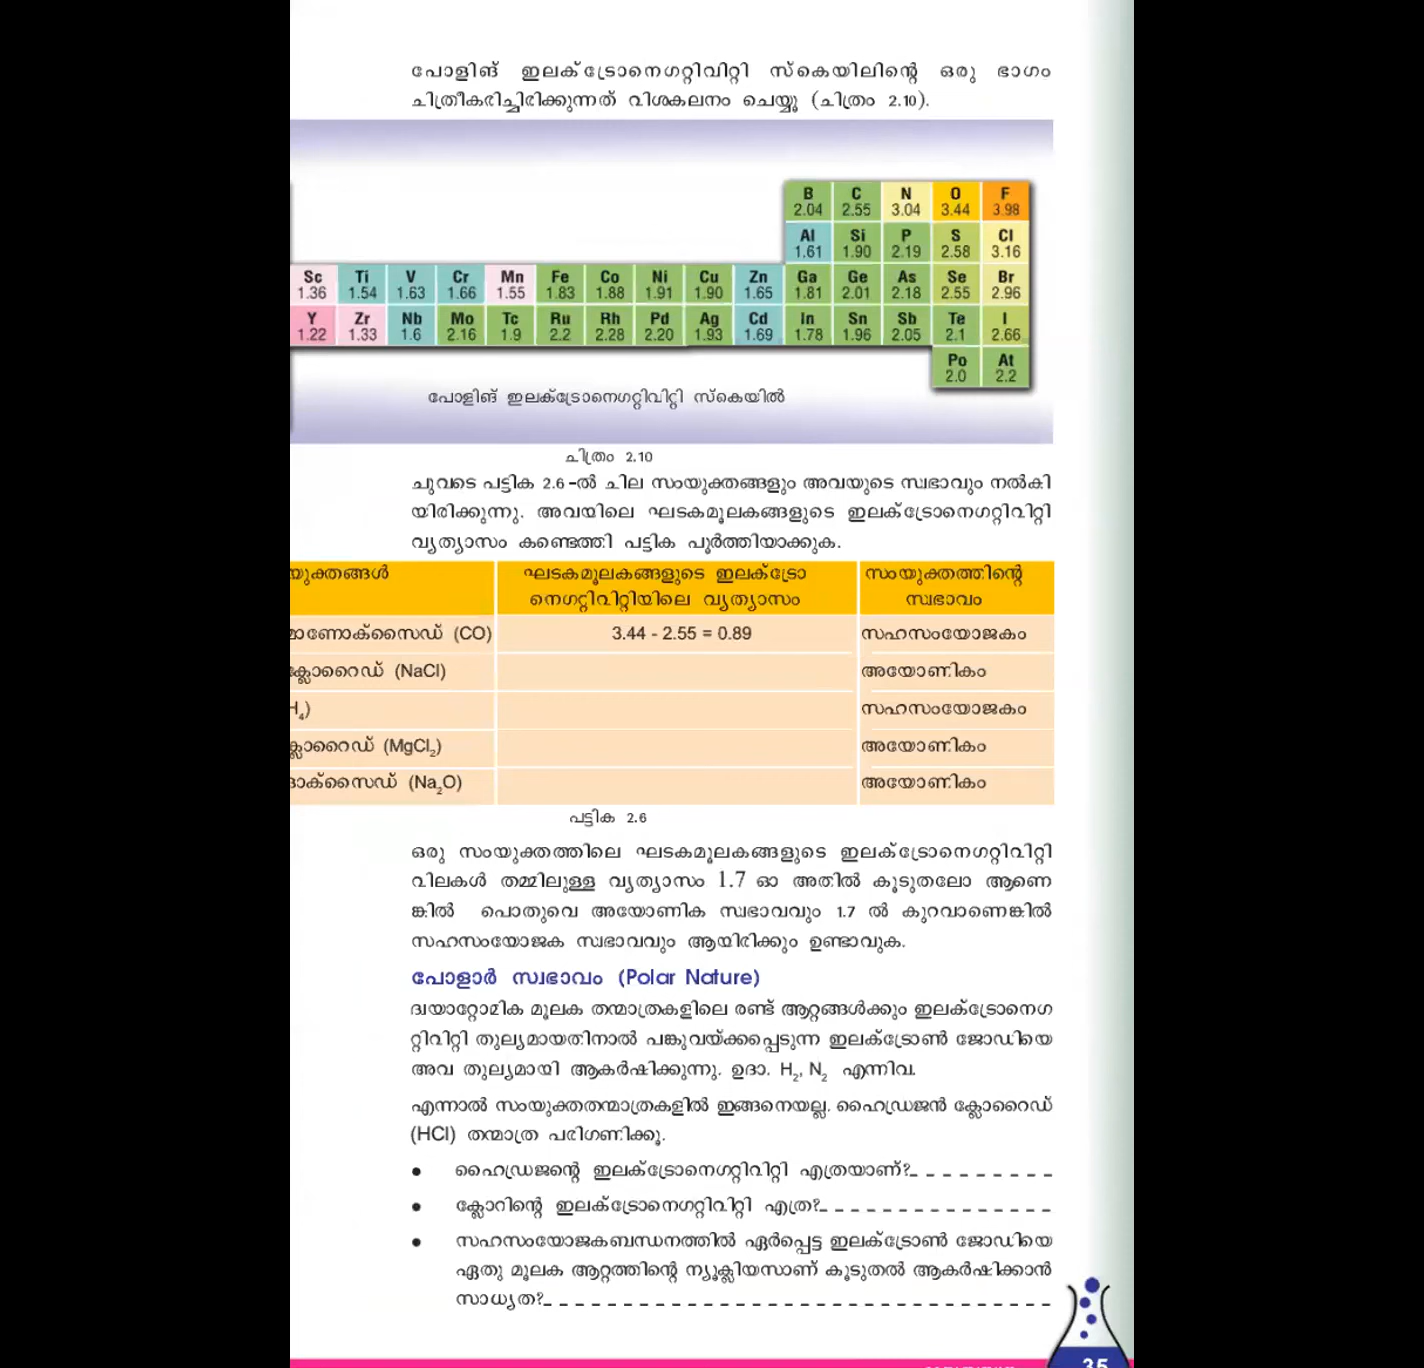 പോളിങ് ഇലക്ട്രോനെഗറ്റിവിറ്റി സ്കെയിലിന്റെ ഒരു ഭാഗം
ചിത്രീകരിച്ചിരിക്കുന്നത് വിശകലനം ചെയ്യൂ (ചിത്രം 2.10).
B C N O F
2.04 2.55 3.04 3.44 3.98
Al Si P S Cl
1.61 1.90 2.19 2.58 3.16
Sc Ti V Cr Mn Fe Co Ni Cu Zn Ga Ge As Se Br
1.36 1.54 1.63 1.66 1.55 1.83 1.88 1.91 1.90 1.65 1.81 2.01 2.18 2.55 2.96
Y Zr Nb Mo Tc Ru Rh Pd Ag Cd In Sn Sb Te I
1.22 1.33 1.6 2.16 1.9 2.2 2.28 2.20 1.93 1.69 1.78 1.96 2.05 2.1 2.66
Po At
2.0 2.2
പോളിങ് ഇലക്ട്രോനെഗറ്റിവിറ്റി സ്കെയിൽ
ചിത്രം 2.10
ചുവടെ പട്ടിക 2.6-ൽ ചില സംയുക്തങ്ങളും അവയുടെ സ്വഭാവും നൽകി
യിരിക്കുന്നു. അവയിലെ ഘടകമൂലകങ്ങളുടെ ഇലക്ട്രോനെഗറ്റിവിറ്റി
വ്യത്യാസം കണ്ടെത്തി പട്ടിക പൂർത്തിയാക്കുക.
യുക്തങ്ങൾ ഘടകമൂലകങ്ങളുടെ ഇലക്ട്രോ സംയുക്തത്തിന്റെ
നെഗറ്റിവിറ്റിയിലെ വ്യത്യാസം സ്വഭാവം
മാണോക്സൈഡ് (CO) 3.44 - 2.55 = 0.89 സഹസംയോജകം
ക്ലോറൈഡ് (NaCl) അയോണികം
H₄) സഹസംയോജകം
ക്ലോറൈഡ് (MgCl₂) അയോണികം
ഓക്സൈഡ് (Na₂O) അയോണികം
പട്ടിക 2.6
ഒരു സംയുക്തത്തിലെ ഘടകമൂലകങ്ങളുടെ ഇലക്ട്രോനെഗറ്റിവിറ്റി
വിലകൾ തമ്മിലുള്ള വ്യത്യാസം 1.7 ഓ അതിൽ കൂടുതലോ ആണെ
ങ്കിൽ പൊതുവെ അയോണിക സ്വഭാവവും 1.7 ൽ കുറവാണെങ്കിൽ
സഹസംയോജക സ്വഭാവവും ആയിരിക്കും ഉണ്ടാവുക.
പോളാർ സ്വഭാവം (Polar Nature)
ദ്വയാറ്റോമിക മൂലക തന്മാത്രകളിലെ രണ്ട് ആറ്റങ്ങൾക്കും ഇലക്ട്രോനെഗ
റ്റിവിറ്റി തുല്യമായതിനാൽ പങ്കുവയ്ക്കപ്പെടുന്ന ഇലക്ട്രോൺ ജോഡിയെ
അവ തുല്യമായി ആകർഷിക്കുന്നു. ഉദാ. H₂, N₂ എന്നിവ.
എന്നാൽ സംയുക്തതന്മാത്രകളിൽ ഇങ്ങനെയല്ല. ഹൈഡ്രജൻ ക്ലോറൈഡ്
(HCl) തന്മാത്ര പരിഗണിക്കൂ.
• ഹൈഡ്രജന്റെ ഇലക്ട്രോനെഗറ്റിവിറ്റി എത്രയാണ്?_ _ _ _ _ _ _ _ _
• ക്ലോറിന്റെ ഇലക്ട്രോനെഗറ്റിവിറ്റി എത്ര?_ _ _ _ _ _ _ _ _ _ _ _ _ _
• സഹസംയോജകബന്ധനത്തിൽ ഏർപ്പെട്ട ഇലക്ട്രോൺ ജോഡിയെ
ഏതു മൂലക ആറ്റത്തിന്റെ ന്യൂക്ലിയസാണ് കൂടുതൽ ആകർഷിക്കാൻ
സാധ്യത?_ _ _ _ _ _ _ _ _ _ _ _ _ _ _ _ _ _ _ _ _ _ _ _ _ _ _ _ _ _ _
35